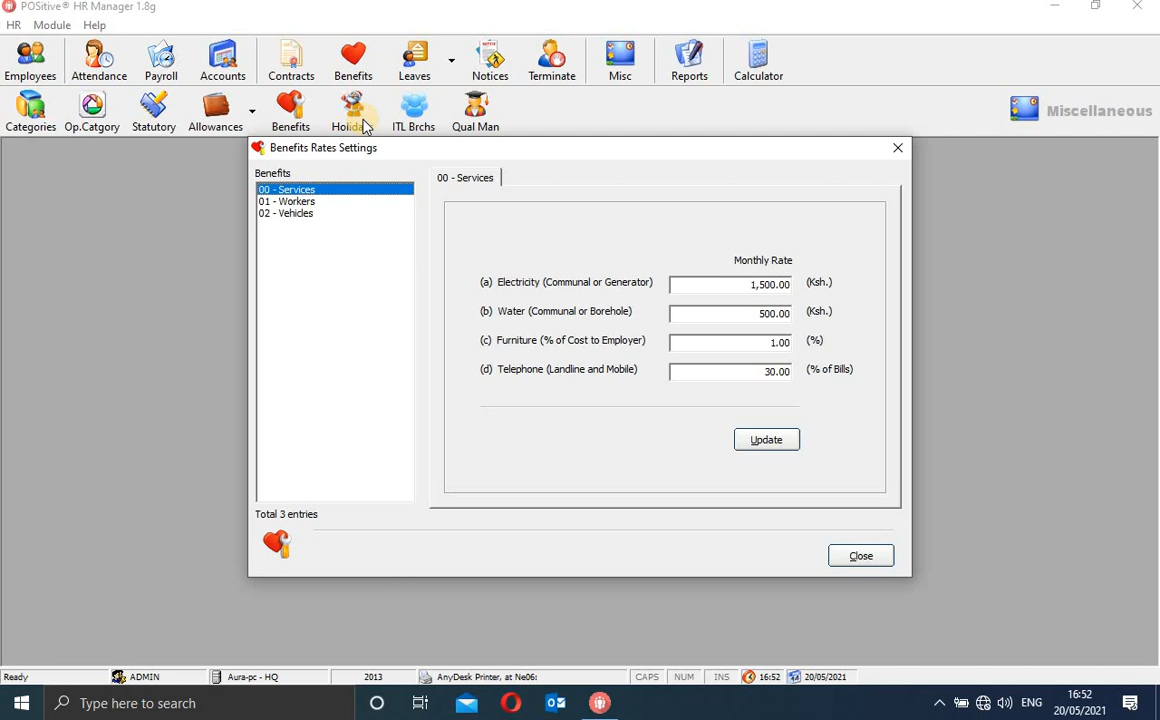 POSitive® HR Manager 1.8g
HR Module Help
Employees Attendance Payroll Accounts Contracts Benefits Leaves Notices Terminate Misc Reports Calculator
Categories Op.Catgory Statutory Allowances Benefits ITL Brchs Qual Man
Miscellaneous
Benefits Rates Settings
Benefits
00 - Services
01 - Workers
02 - Vehicles
00 - Services
Monthly Rate
(a) Electricity (Communal or Generator) 1,500.00 (Ksh.)
(b) Water (Communal or Borehole) 500.00 (Ksh.)
(c) Furniture (% of Cost to Employer) 1.00 (%)
(d) Telephone (Landline and Mobile) 30.00 (% of Bills)
Update
Total 3 entries
Close
Ready ADMIN Aura-pc - HQ 2013 AnyDesk Printer, at Ne06: CAPS NUM INS 16:52 20/05/2021
Type here to search
ENG
16:52
20/05/2021